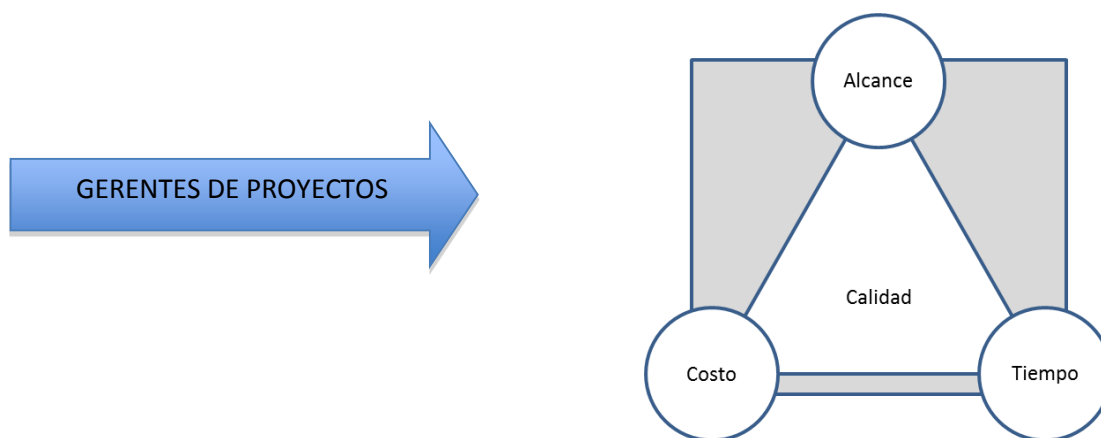 Alcance
GERENTES DE PROYECTOS
Calidad
Costo
Tiempo